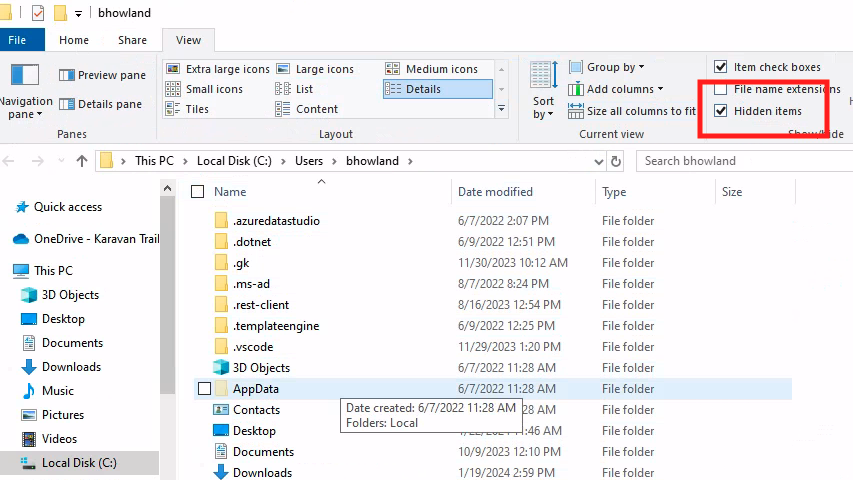 bhowland
File Home Share View
Navigation pane
Preview pane
Details pane
Panes
Extra large icons Large icons Medium icons
Small icons List Details
Tiles Content
Layout
Sort by
Group by
Add columns
Size all columns to fit
Current view
Item check boxes
File name extensions
Hidden items
Show/hide
This PC > Local Disk (C:) > Users > bhowland >
Search bhowland
Quick access
OneDrive - Karavan Trail
This PC
3D Objects
Desktop
Documents
Downloads
Music
Pictures
Videos
Local Disk (C:)
Name Date modified Type Size
.azuredatastudio 6/7/2022 2:07 PM File folder
.dotnet 6/9/2022 12:51 PM File folder
.gk 11/30/2023 10:12 AM File folder
.ms-ad 8/7/2022 8:24 PM File folder
.rest-client 8/16/2023 12:54 PM File folder
.templateengine 6/9/2022 12:25 PM File folder
.vscode 11/29/2023 1:20 PM File folder
3D Objects 6/7/2022 11:28 AM File folder
AppData 6/7/2022 11:28 AM File folder
Contacts :28 AM File folder
Desktop :46 AM File folder
Documents 10/9/2023 12:10 PM File folder
Downloads 1/19/2024 2:59 PM File folder
Date created: 6/7/2022 11:28 AM
Folders: Local